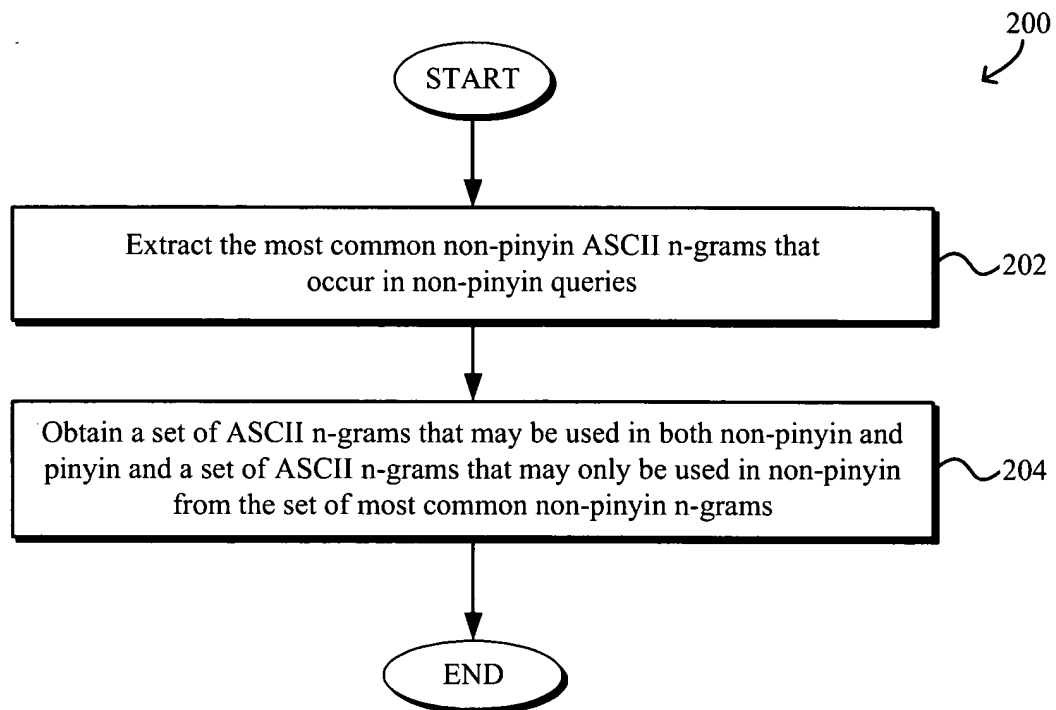 200
START
Extract the most common non-pinyin ASCII n-grams that
occur in non-pinyin queries
202
Obtain a set of ASCII n-grams that may be used in both non-pinyin and
pinyin and a set of ASCII n-grams that may only be used in non-pinyin
from the set of most common non-pinyin n-grams
204
END